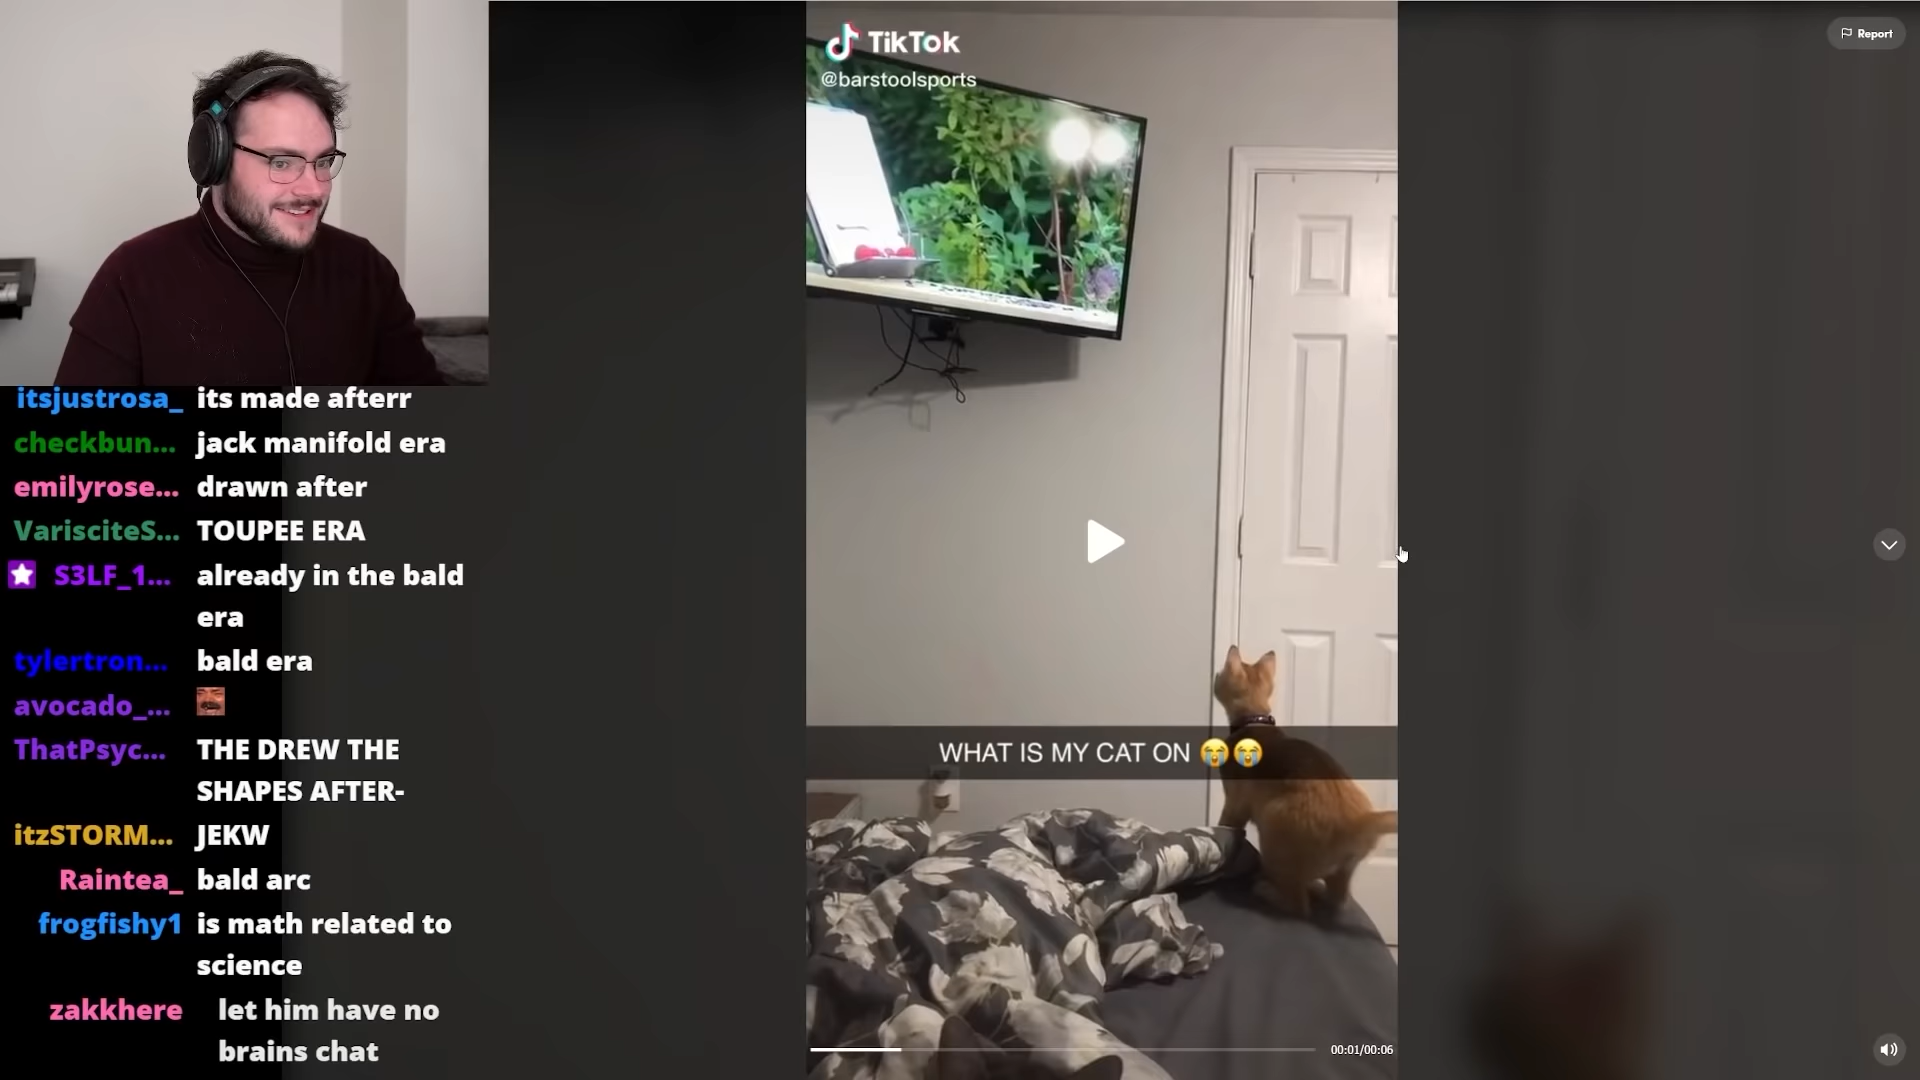 TikTok
@barstoolsports
Report
itsjustrosa_ its made afterr
checkbun... jack manifold era
emilyrose... drawn after
VarisciteS... TOUPEE ERA
S3LF_1... already in the bald
era
tylertron... bald era
avocado_...
ThatPsyc... THE DREW THE
SHAPES AFTER-
itzSTORM... JEKW
Raintea_ bald arc
frogfishy1 is math related to
science
zakkhere let him have no
brains chat
WHAT IS MY CAT ON 😭😭
00:01/00:06